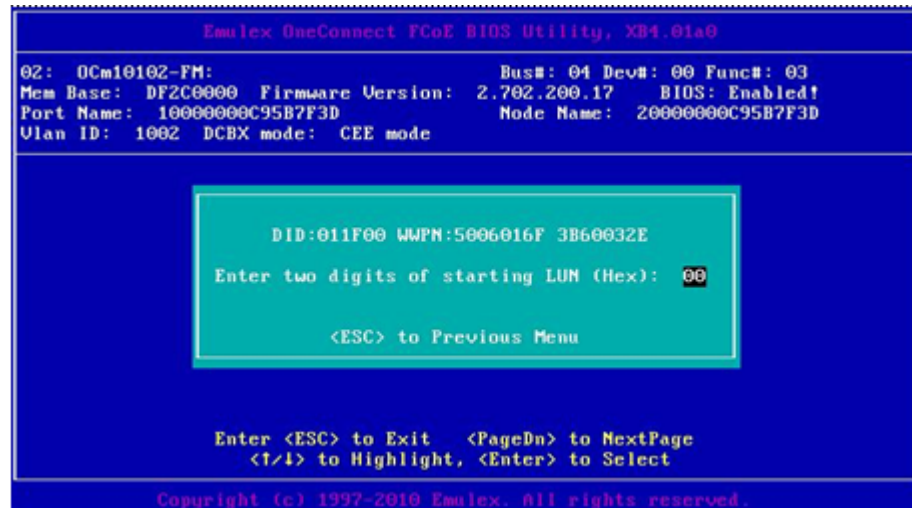 Emulex OneConnect FCoE BIOS Utility, XB4.01a0
02: OCm10102-FM: Bus#: 04 Dev#: 00 Func#: 03
Mem Base: DF2C0000 Firmware Version: 2.702.200.17 BIOS: Enabled!
Port Name: 10000000C95B7F3D Node Name: 20000000C95B7F3D
Vlan ID: 1002 DCBX mode: CEE mode
DID:011F00 WWPN:5006016F 3B60032E
Enter two digits of starting LUN (Hex): 00
<ESC> to Previous Menu
Enter <ESC> to Exit <PageDn> to NextPage
<↑/↓> to Highlight, <Enter> to Select
Copyright (c) 1997-2010 Emulex. All rights reserved.